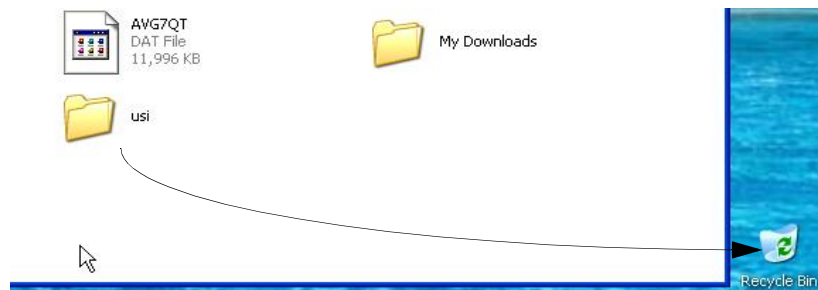 AVG7QT
DAT File
11,996 KB
My Downloads
usi
Recycle Bin